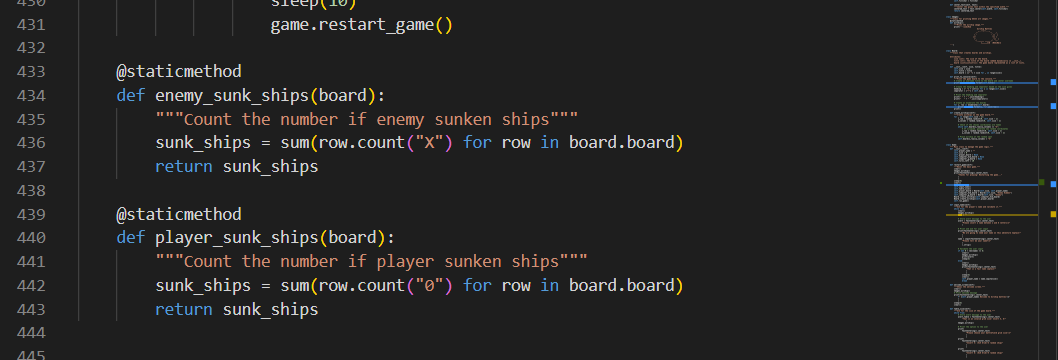 430 sleep(10)
431 game.restart_game()
432
433 @staticmethod
434 def enemy_sunk_ships(board):
435 """Count the number if enemy sunken ships"""
436 sunk_ships = sum(row.count("X") for row in board.board)
437 return sunk_ships
438
439 @staticmethod
440 def player_sunk_ships(board):
441 """Count the number if player sunken ships"""
442 sunk_ships = sum(row.count("0") for row in board.board)
443 return sunk_ships
444
445